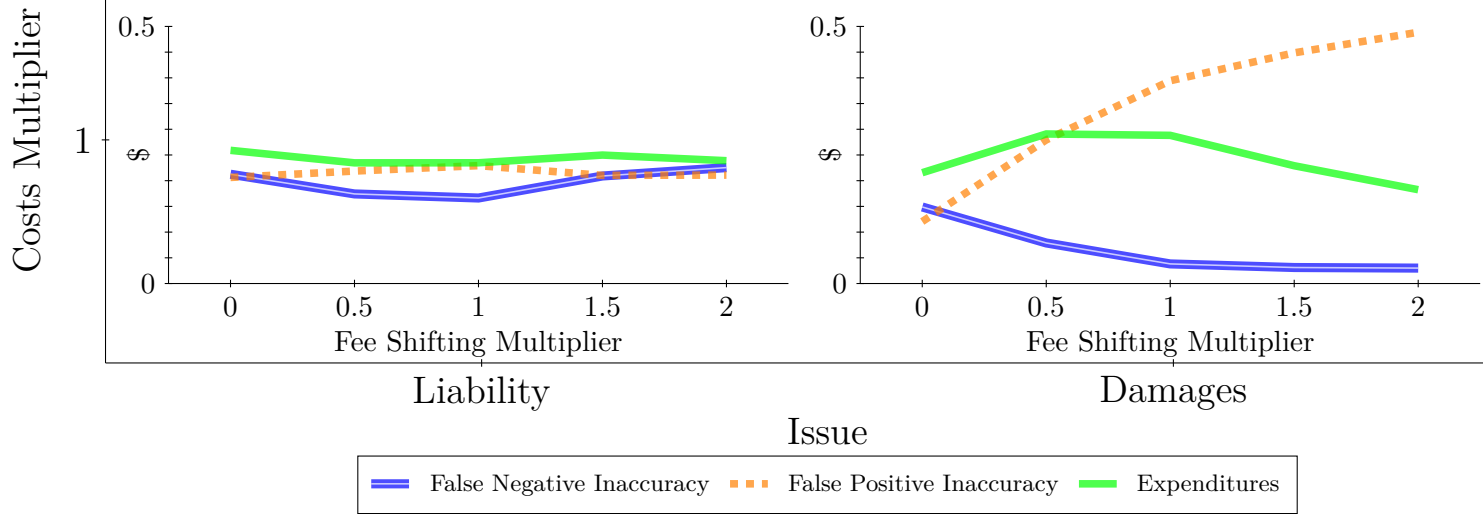 Costs Multiplier
1
0.5
$
0
0 0.5 1 1.5 2
Fee Shifting Multiplier
Liability
0.5
$
0
0 0.5 1 1.5 2
Fee Shifting Multiplier
Damages
Issue
False Negative Inaccuracy False Positive Inaccuracy Expenditures